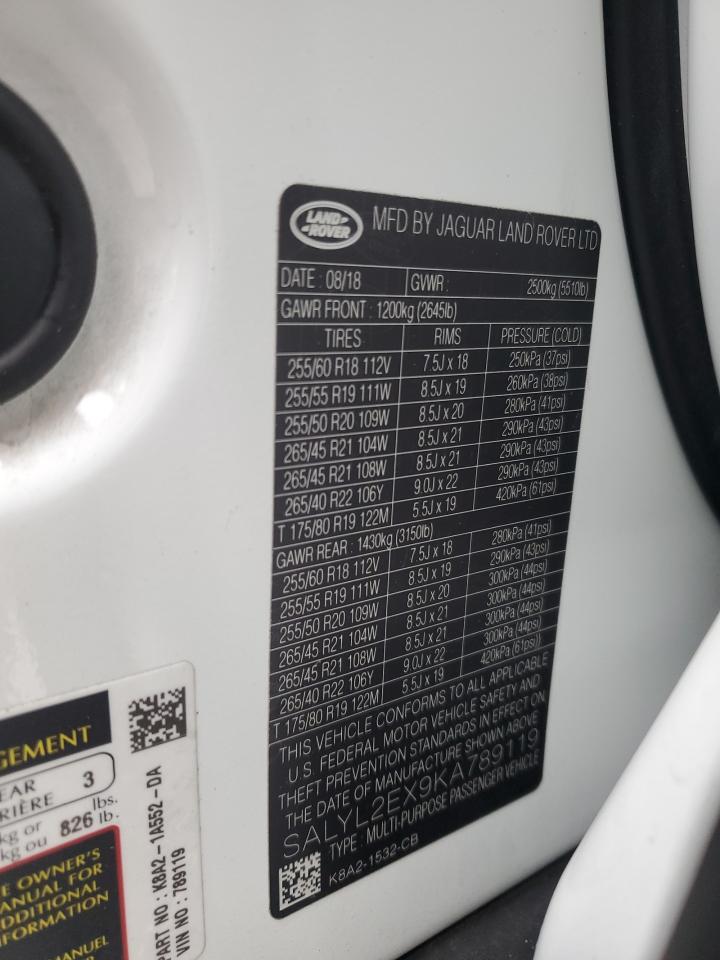 LAND ROVER
MFD BY JAGUAR LAND ROVER LTD
DATE : 08/18 GVWR : 2500kg (5510lb)
GAWR FRONT : 1200kg (2645lb)
TIRES RIMS PRESSURE (COLD)
255/60 R18 112V 7.5J x 18 250kPa (37psi)
255/55 R19 111W 8.5J x 19 260kPa (38psi)
255/50 R20 109W 8.5J x 20 280kPa (41psi)
265/45 R21 104W 8.5J x 21 290kPa (43psi)
265/45 R21 108W 8.5J x 21 290kPa (43psi)
265/40 R22 106Y 9.0J x 22 290kPa (43psi)
T 175/80 R19 122M 5.5J x 19 420kPa (61psi)
GAWR REAR : 1430kg (3150lb)
255/60 R18 112V 7.5J x 18 280kPa (41psi)
255/55 R19 111W 8.5J x 19 290kPa (43psi)
255/50 R20 109W 8.5J x 20 300kPa (44psi)
265/45 R21 104W 8.5J x 21 300kPa (44psi)
265/45 R21 108W 8.5J x 21 300kPa (44psi)
265/40 R22 106Y 9.0J x 22 300kPa (44psi)
T 175/80 R19 122M 5.5J x 19 420kPa (61psi)
THIS VEHICLE CONFORMS TO ALL APPLICABLE
U.S. FEDERAL MOTOR VEHICLE SAFETY AND
THEFT PREVENTION STANDARDS IN EFFECT ON
THE DATE OF MANUFACTURE SHOWN ABOVE
SALYL2EX9KA789119
TYPE : MULTI-PURPOSE PASSENGER VEHICLE
K8A2-1532-CB
GEMENT
EAR
RIÈRE 3
kg or lbs.
kg ou 826 lb.
E OWNER'S
ANUAL FOR
ADDITIONAL
FORMATION
MANUEL
PART NO : K8A2-1A552-DA
VIN NO : 789119